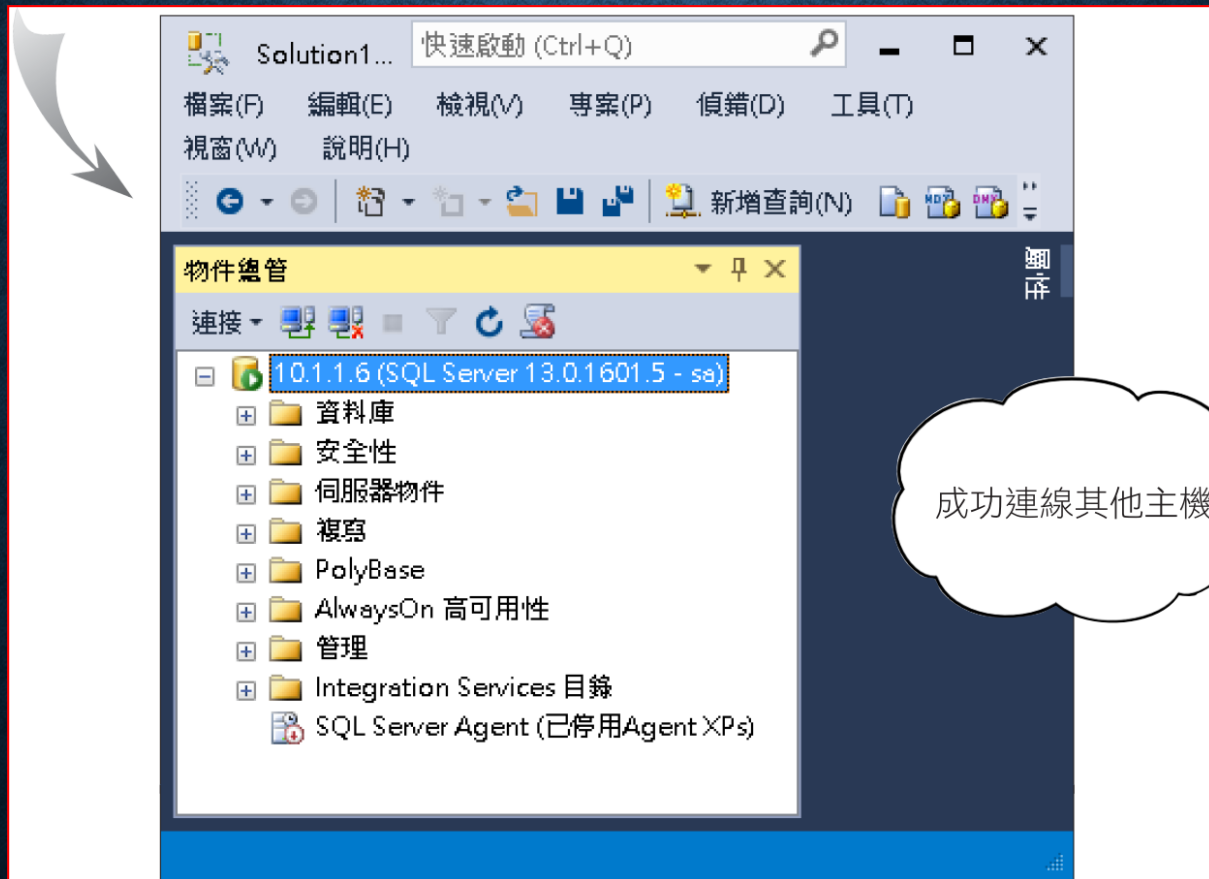 Solution1... 快速啟動 (Ctrl+Q)
檔案(F) 編輯(E) 檢視(V) 專案(P) 偵錯(D) 工具(T)
視窗(W) 說明(H)
新增查詢(N) MDX DMX
物件總管
屬性
連接
10.1.1.6 (SQL Server 13.0.1601.5 - sa)
資料庫
安全性
伺服器物件
複寫
PolyBase
AlwaysOn 高可用性
管理
Integration Services 目錄
SQL Server Agent (已停用Agent XPs)
成功連線其他主機